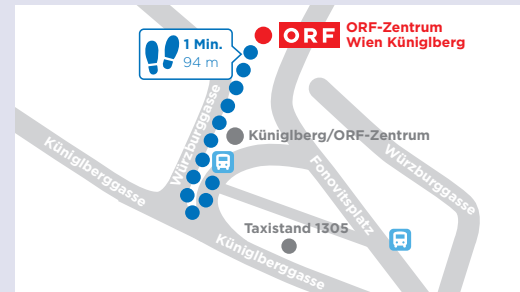 1 Min.
94 m
ORF
ORF-Zentrum
Wien Küniglberg
Würzburggasse
Küniglberg/ORF-Zentrum
Küniglberggasse
Fonovitsplatz
Würzburggasse
Taxistand 1305
Küniglberggasse